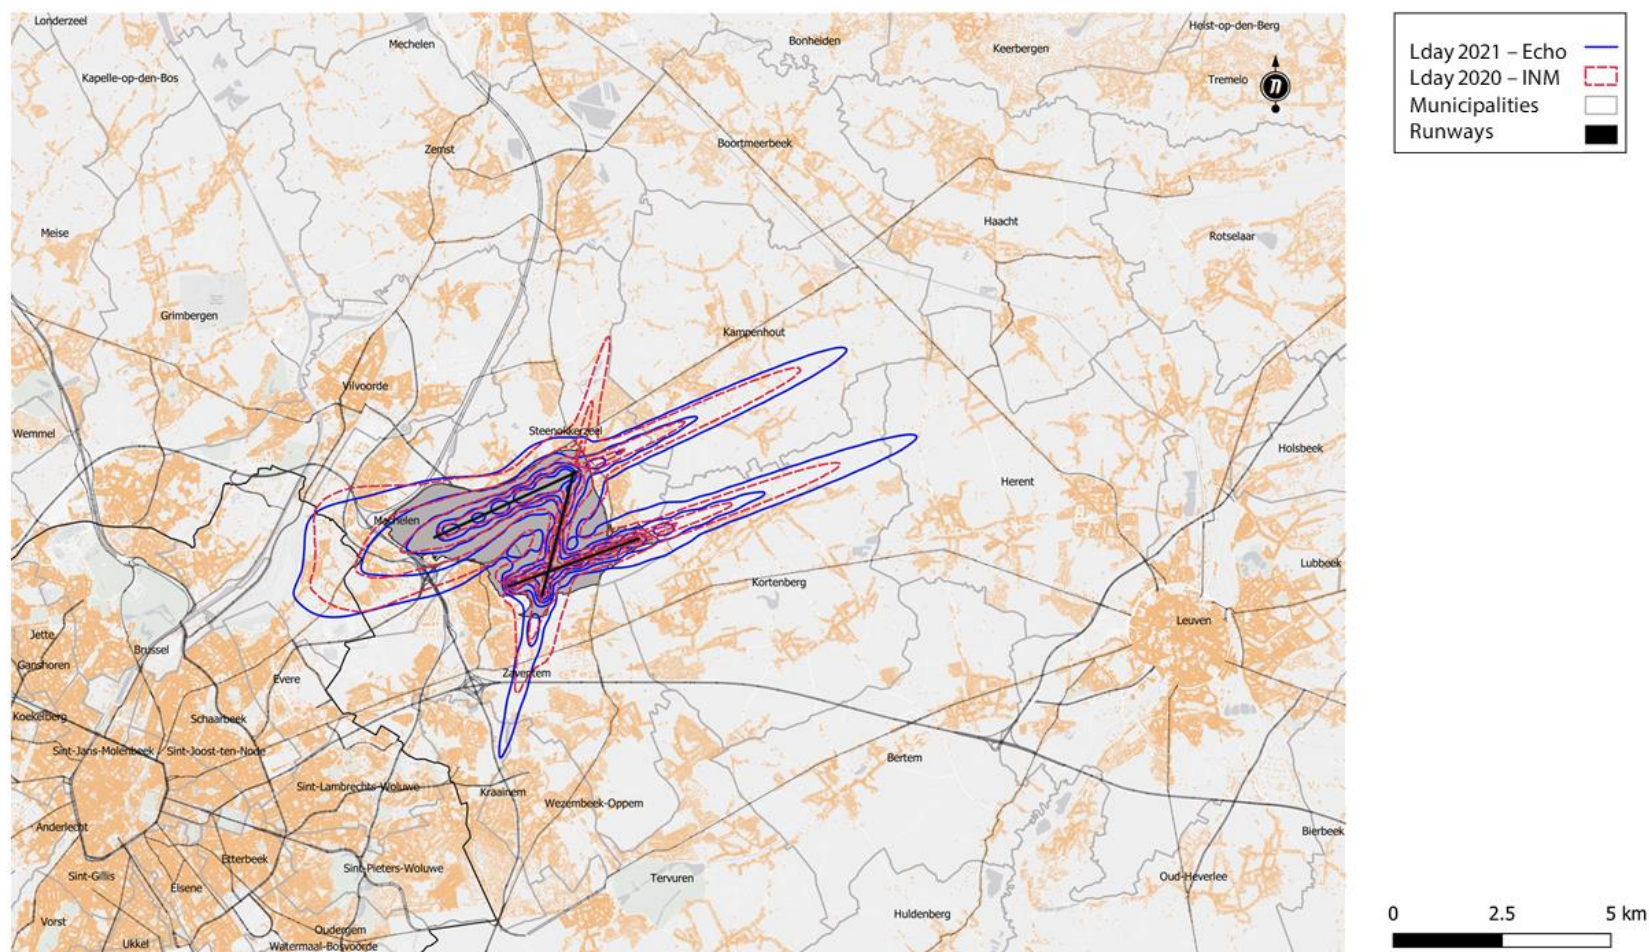 Londerzeel
Mechelen
Bonheiden
Keerbergen
Heist-op-den-Berg
Kapelle-op-den-Bos
Tremelo
n
Zemst
Boortmeerbeek
Haacht
Meise
Rotselaar
Grimbergen
Kampenhout
Vilvoorde
Wemmel
Steenokkerzeel
Holsbeek
Herent
Machelen
Lubbeek
Kortenberg
Leuven
Jette
Brussel
Ganshoren
Zaventem
Evere
Koekelberg
Schaarbeek
Sint-Jans-Molenbeek
Sint-Joost-ten-Node
Bertem
Sint-Lambrechts-Woluwe
Kraainem
Wezembeek-Oppem
Anderlecht
Bierbeek
Etterbeek
Sint-Pieters-Woluwe
Sint-Gillis
Elsene
Tervuren
Oud-Heverlee
Vorst
Huldenberg
Oudergem
Ukkel
Watermaal-Bosvoorde
Lday 2021 – Echo
Lday 2020 – INM
Municipalities
Runways
0 2.5 5 km